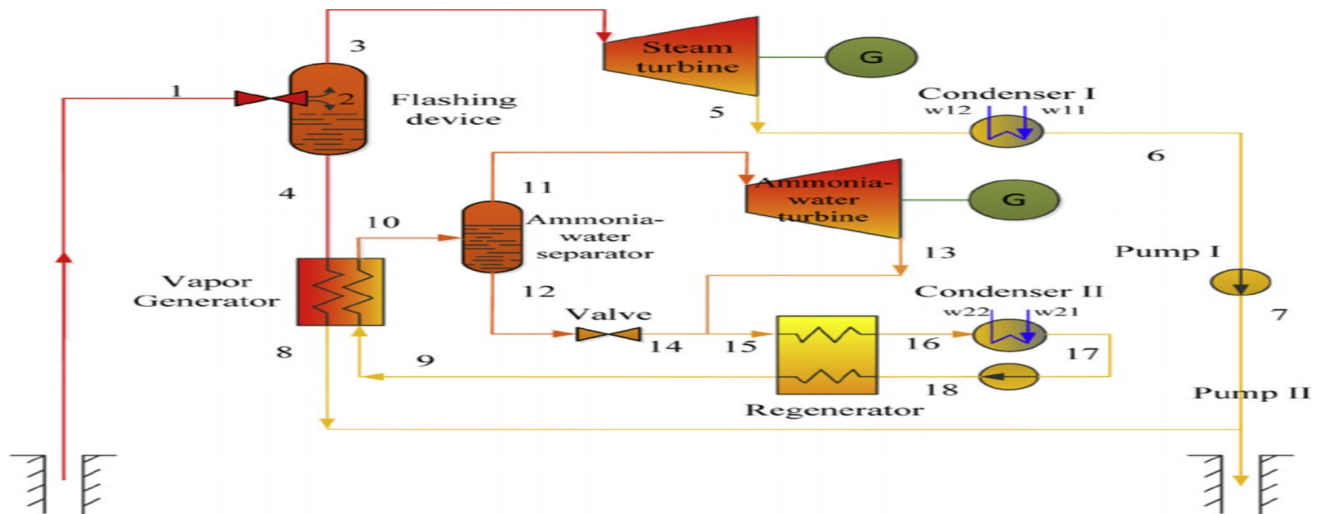 3
Steam
turbine
G
1
2
Flashing
device
5
Condenser I
w12
w11
6
4
11
Ammonia-
water
turbine
G
10
Ammonia-
water
separator
13
Pump I
Vapor
Generator
12
Condenser II
Valve
w22
w21
7
14
15
16
17
8
9
18
Pump II
Regenerator